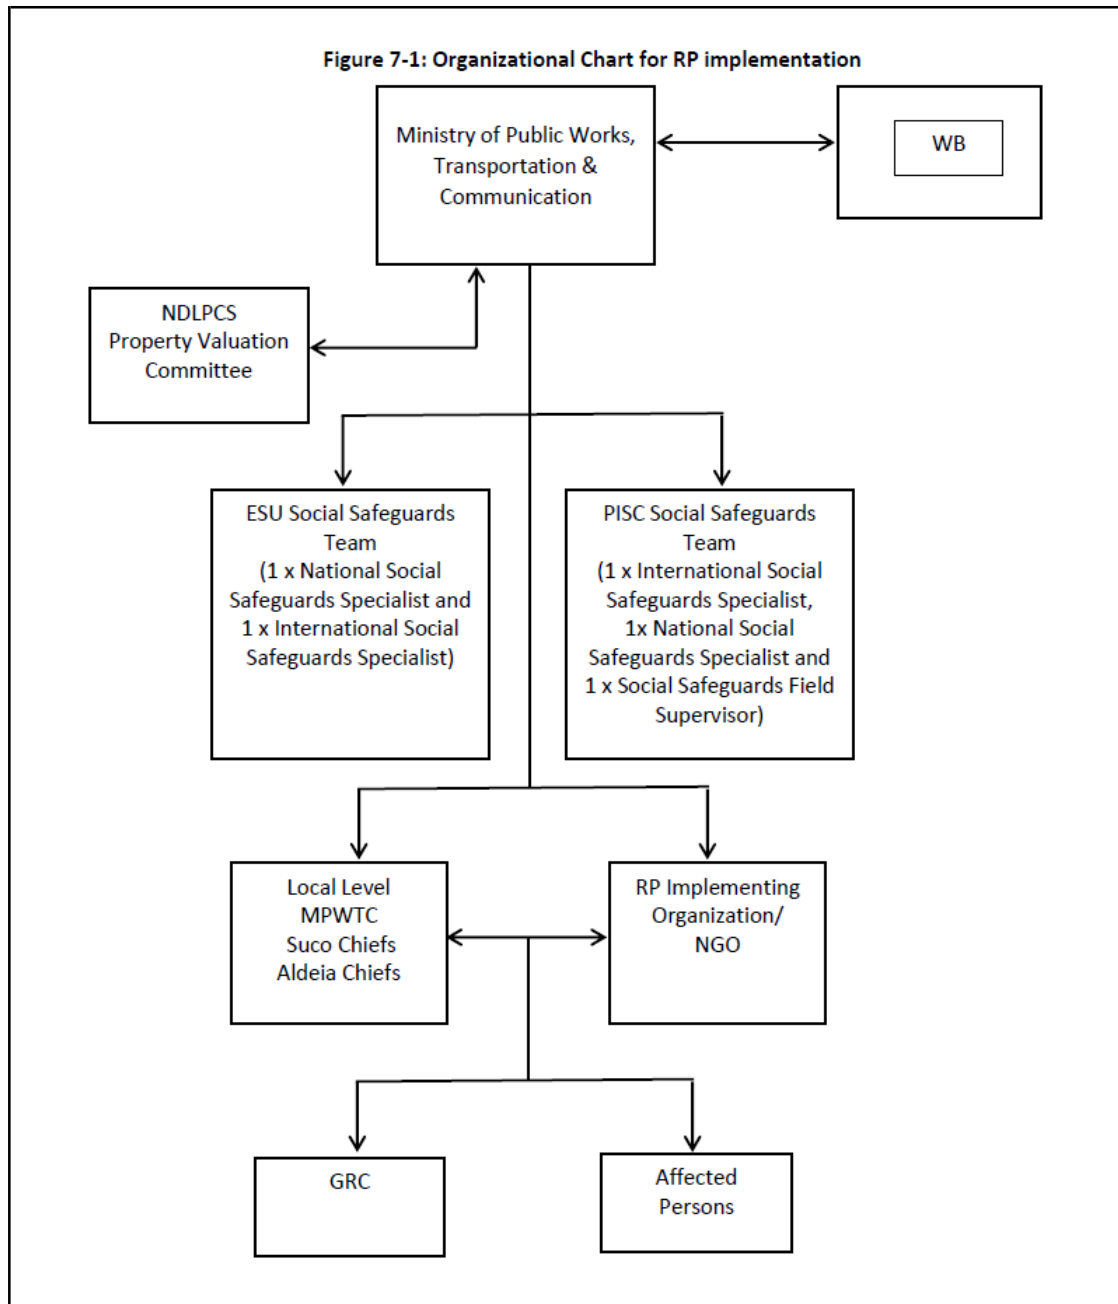 Figure 7-1: Organizational Chart for RP implementation
Ministry of Public Works,
Transportation &
Communication
WB
NDLPCS
Property Valuation
Committee
ESU Social Safeguards
Team
(1 x National Social
Safeguards Specialist and
1 x International Social
Safeguards Specialist)
PISC Social Safeguards
Team
(1 x International Social
Safeguards Specialist,
1x National Social
Safeguards Specialist and
1 x Social Safeguards Field
Supervisor)
Local Level
MPWTC
Suco Chiefs
Aldeia Chiefs
RP Implementing
Organization/
NGO
GRC
Affected
Persons